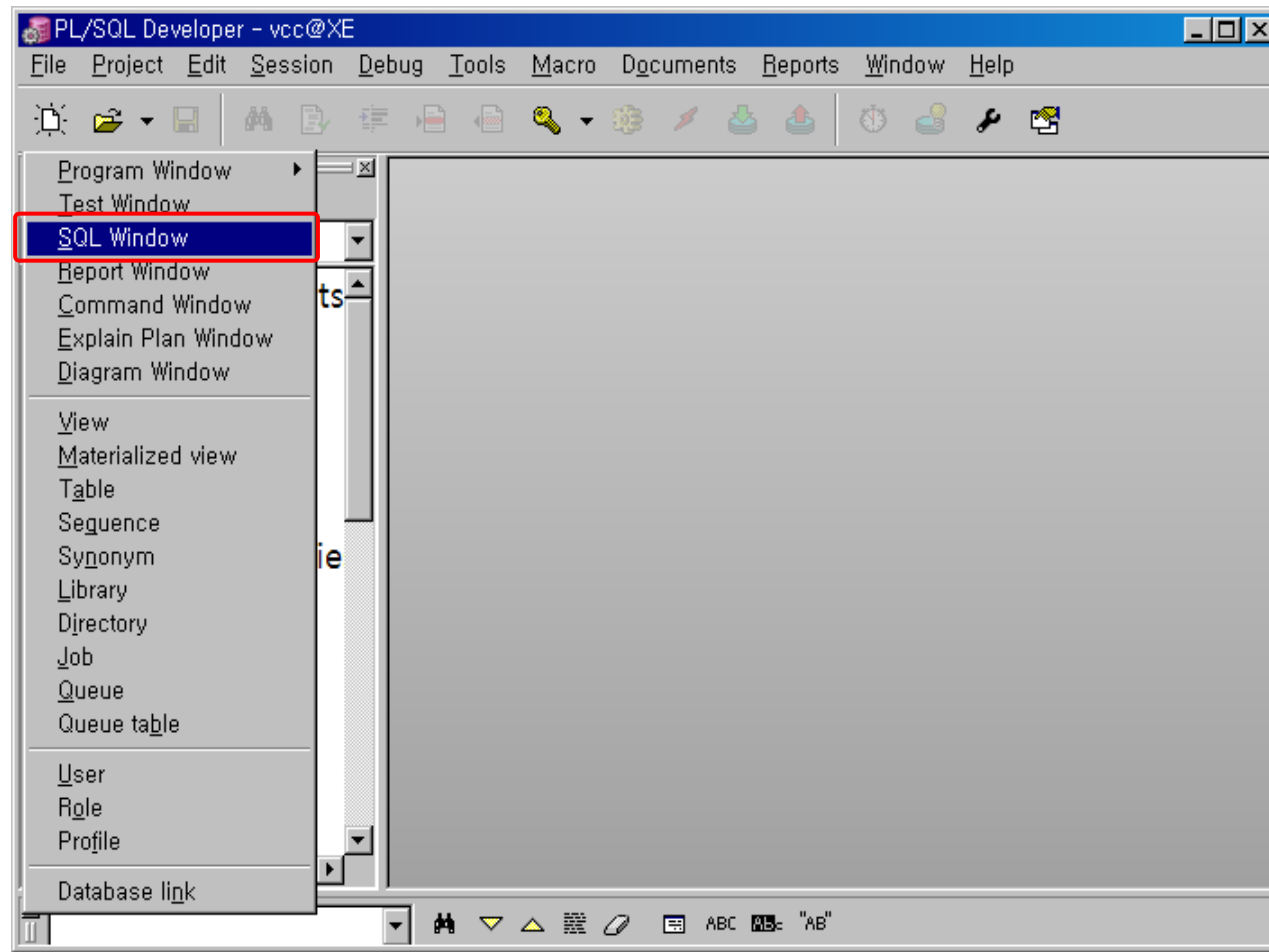 PL/SQL Developer - vcc@XE
File Project Edit Session Debug Tools Macro Documents Reports Window Help
Program Window
Test Window
SQL Window
Report Window
Command Window
ts
Explain Plan Window
Diagram Window
View
Materialized view
Table
Sequence
Synonym
ie
Library
Directory
Job
Queue
Queue table
User
Role
Profile
Database link
ABC ABc "AB"